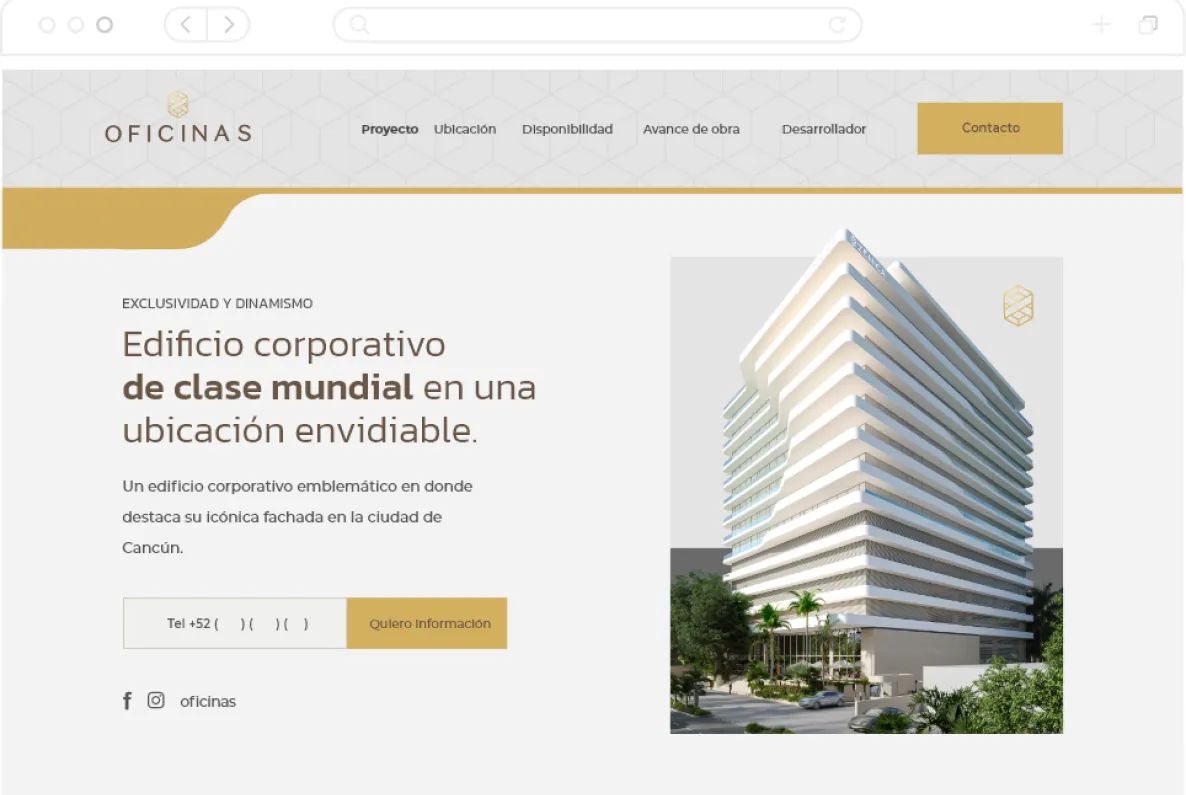 OFICINAS
Proyecto Ubicación Disponibilidad Avance de obra Desarrollador Contacto
EXCLUSIVIDAD Y DINAMISMO
Edificio corporativo
de clase mundial en una
ubicación envidiable.
Un edificio corporativo emblemático en donde
destaca su icónica fachada en la ciudad de
Cancún.
Tel +52 ( ) ( ) ( ) Quiero información
oficinas